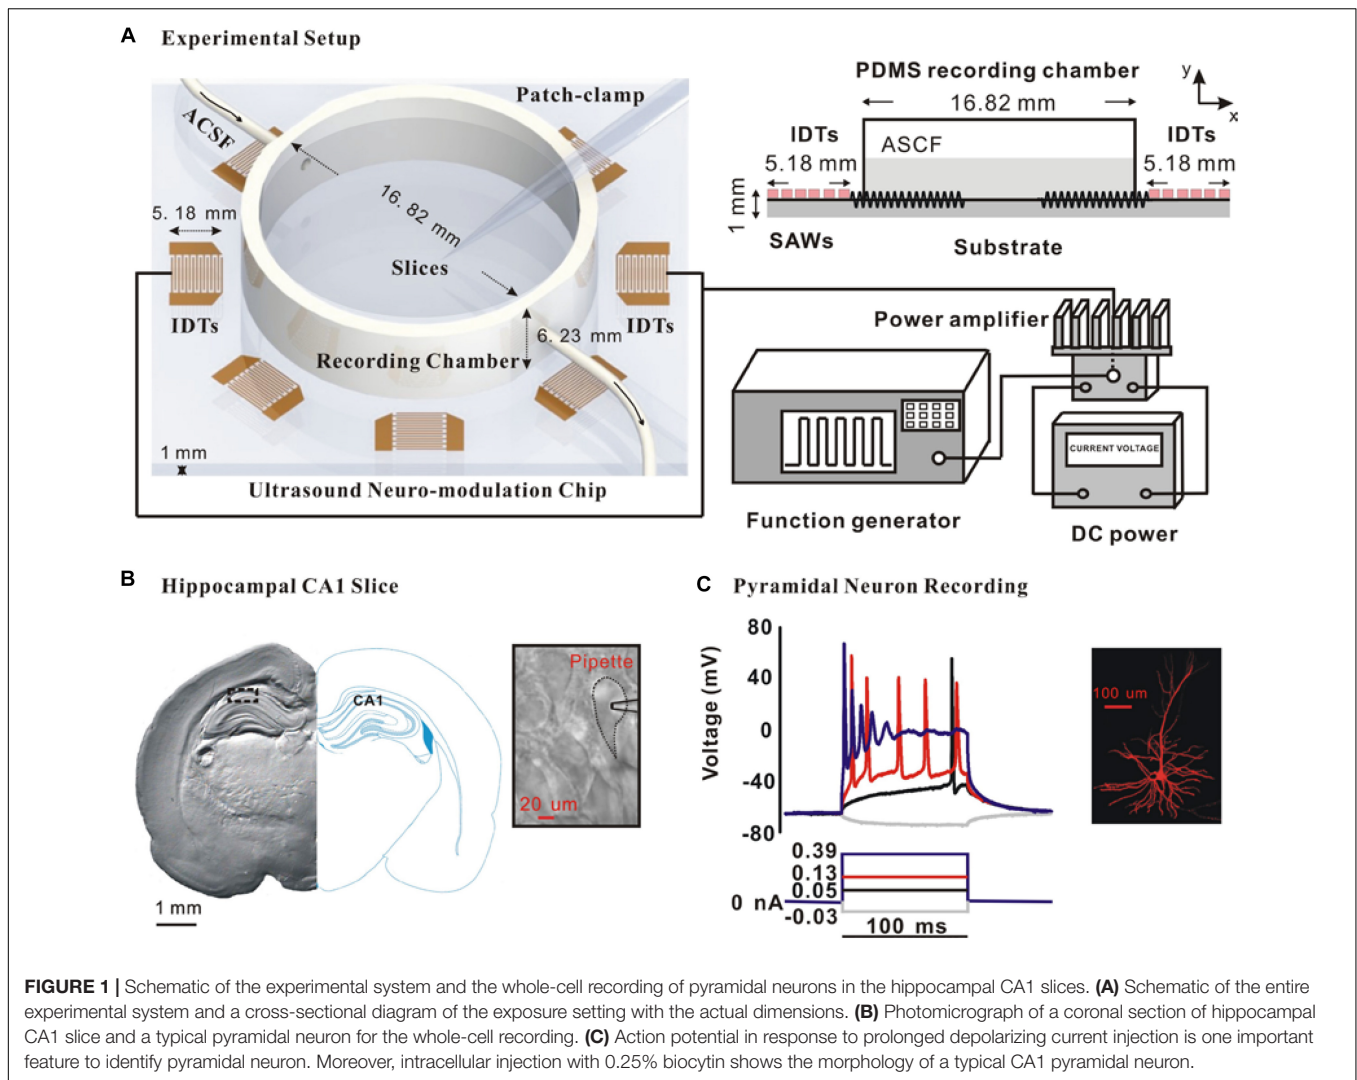 A Experimental Setup
ACSF
Patch-clamp
16. 82 mm
5. 18 mm
Slices
IDTs
IDTs
6. 23 mm
Recording Chamber
1 mm
Ultrasound Neuro-modulation Chip
PDMS recording chamber
16.82 mm
y
x
IDTs
5.18 mm
ASCF
IDTs
5.18 mm
1 mm
SAWs
Substrate
Power amplifier
CURRENT VOLTAGE
Function generator
DC power
B Hippocampal CA1 Slice
CA1
Pipette
20 um
1 mm
C Pyramidal Neuron Recording
Voltage (mV)
80
40
0
-40
-80
100 um
0.39
0.13
0.05
0 nA
-0.03
100 ms
FIGURE 1 | Schematic of the experimental system and the whole-cell recording of pyramidal neurons in the hippocampal CA1 slices. (A) Schematic of the entire
experimental system and a cross-sectional diagram of the exposure setting with the actual dimensions. (B) Photomicrograph of a coronal section of hippocampal
CA1 slice and a typical pyramidal neuron for the whole-cell recording. (C) Action potential in response to prolonged depolarizing current injection is one important
feature to identify pyramidal neuron. Moreover, intracellular injection with 0.25% biocytin shows the morphology of a typical CA1 pyramidal neuron.